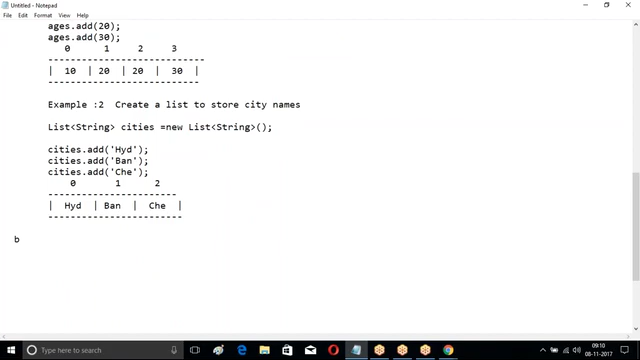 Untitled - Notepad
File Edit Format View Help
ages.add(20);
ages.add(30);
0 1 2 3
----------------------------
| 10 | 20 | 20 | 30 |
---------------------------
Example :2 Create a list to store city names
List<String> cities =new List<String>();
cities.add('Hyd');
cities.add('Ban');
cities.add('Che');
0 1 2
-----------------------
| Hyd | Ban | Che |
------------------------
b
Type here to search
09:10
08-11-2017